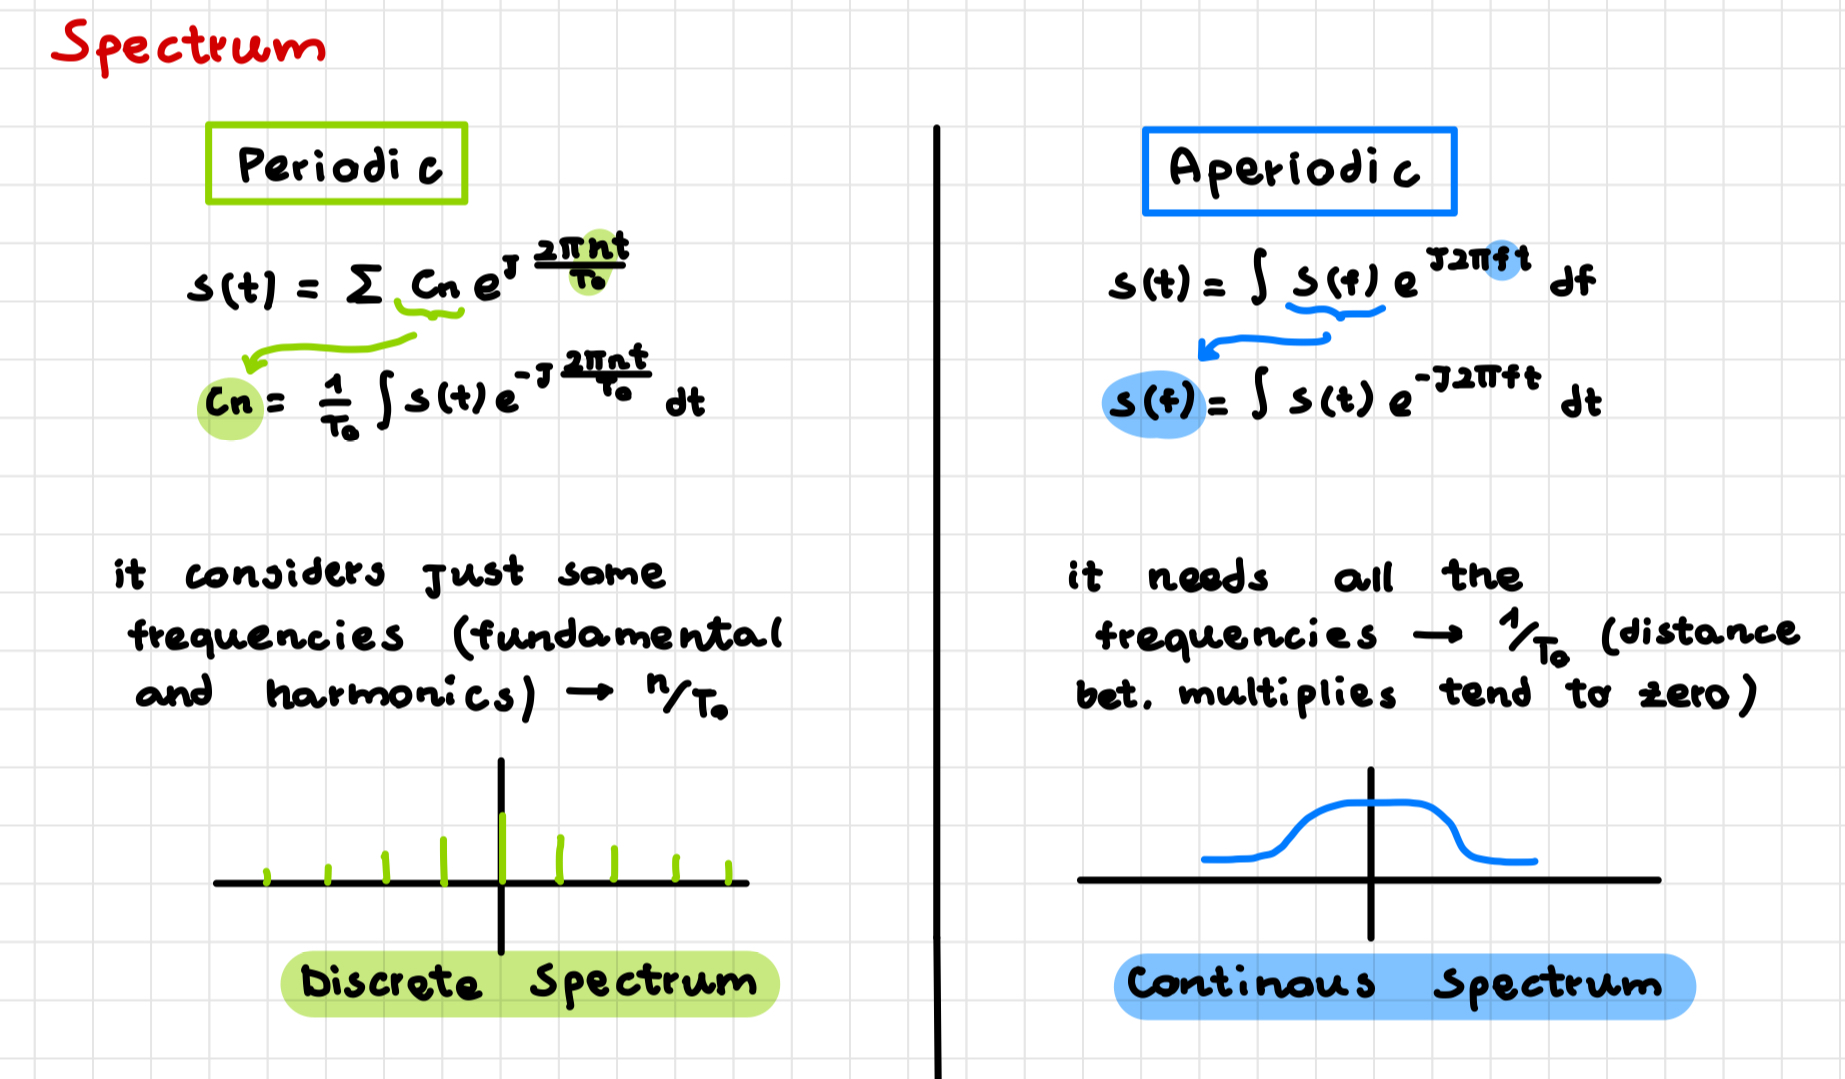 Spectrum
Periodic
s(t) = Σ Cn e^(J 2πnt/T₀)
Cn = 1/T₀ ∫ s(t) e^(-J 2πnt/T₀) dt
it considers just some
frequencies (fundamental
and harmonics) → n/T₀
Discrete Spectrum
Aperiodic
s(t) = ∫ S(f) e^(J2πft) df
S(f) = ∫ s(t) e^(-J2πft) dt
it needs all the
frequencies → 1/T₀ (distance
bet. multiplies tend to zero)
Continous Spectrum